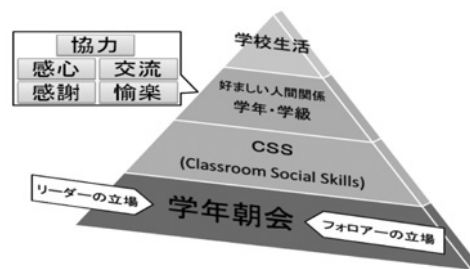 学校生活
協力
感心 交流
感謝 愉楽
好ましい人間関係
学年・学級
CSS
(Classroom Social Skills)
リーダーの立場
学年朝会
フォロアーの立場